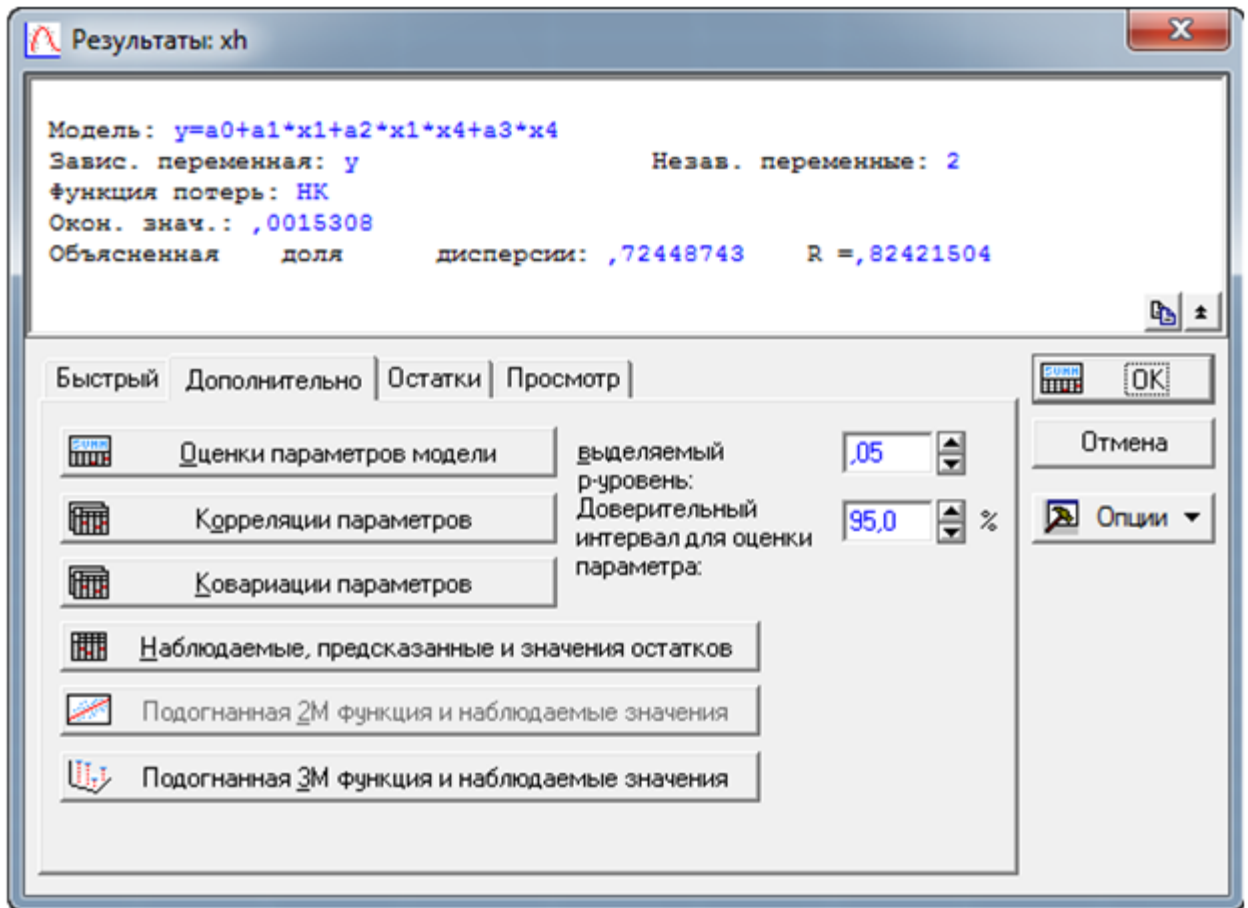 Результаты: xh
Модель: y=a0+a1*x1+a2*x1*x4+a3*x4
Завис. переменная: y Незав. переменные: 2
Функция потерь: НК
Окон. знач.: ,0015308
Объясненная доля дисперсии: ,72448743 R =,82421504
Быстрый Дополнительно Остатки Просмотр
OK
Отмена
Опции
Оценки параметров модели
выделяемый
р-уровень:
,05
Корреляции параметров
Доверительный
интервал для оценки
параметра:
95,0 %
Ковариации параметров
Наблюдаемые, предсказанные и значения остатков
Подогнанная 2М функция и наблюдаемые значения
Подогнанная 3М функция и наблюдаемые значения